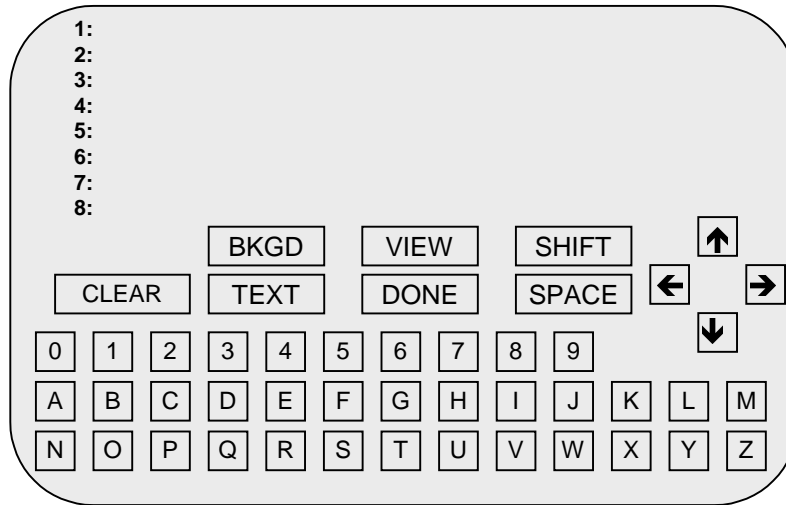 1:
2:
3:
4:
5:
6:
7:
8:
BKGD VIEW SHIFT
CLEAR TEXT DONE SPACE
0 1 2 3 4 5 6 7 8 9
A B C D E F G H I J K L M
N O P Q R S T U V W X Y Z